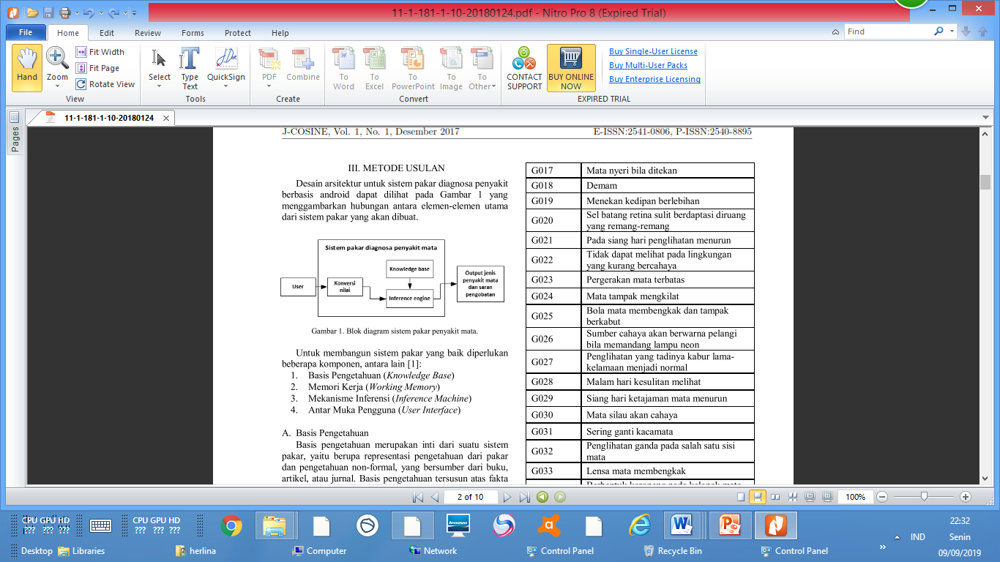 11-1-181-1-10-20180124.pdf - Nitro Pro 8 (Expired Trial)
File Home Edit Review Forms Protect Help
Find
Hand
Zoom
Fit Width
Fit Page
Rotate View
View
Select
Type Text
QuickSign
Tools
PDF
Combine
Create
To Word
To Excel
To PowerPoint
To Image
To Other
Convert
CONTACT SUPPORT
BUY ONLINE NOW
Buy Single-User License
Buy Multi-User Packs
Buy Enterprise Licensing
EXPIRED TRIAL
11-1-181-1-10-20180124
Pages
J-COSINE, Vol. 1, No. 1, Desember 2017 E-ISSN:2541-0806, P-ISSN:2540-8895
III. METODE USULAN
Desain arsitektur untuk sistem pakar diagnosa penyakit
berbasis android dapat dilihat pada Gambar 1 yang
menggambarkan hubungan antara elemen-elemen utama
dari sistem pakar yang akan dibuat.
Sistem pakar diagnosa penyakit mata
User
Konversi
nilai
Knowledge base
Inference engine
Output jenis
penyakit mata
dan saran
pengobatan
Gambar 1. Blok diagram sistem pakar penyakit mata.
Untuk membangun sistem pakar yang baik diperlukan
beberapa komponen, antara lain [1]:
1. Basis Pengetahuan (Knowledge Base)
2. Memori Kerja (Working Memory)
3. Mekanisme Inferensi (Inference Machine)
4. Antar Muka Pengguna (User Interface)
A. Basis Pengetahuan
Basis pengetahuan merupakan inti dari suatu sistem
pakar, yaitu berupa representasi pengetahuan dari pakar
dan pengetahuan non-formal, yang bersumber dari buku,
artikel, atau jurnal. Basis pengetahuan tersusun atas fakta
G017 Mata nyeri bila ditekan
G018 Demam
G019 Menekan kedipan berlebihan
G020 Sel batang retina sulit berdaptasi diruang
yang remang-remang
G021 Pada siang hari penglihatan menurun
G022 Tidak dapat melihat pada lingkungan
yang kurang bercahaya
G023 Pergerakan mata terbatas
G024 Mata tampak mengkilat
G025 Bola mata membengkak dan tampak
berkabut
G026 Sumber cahaya akan berwarna pelangi
bila memandang lampu neon
G027 Penglihatan yang tadinya kabur lama-
kelamaan menjadi normal
G028 Malam hari kesulitan melihat
G029 Siang hari ketajaman mata menurun
G030 Mata silau akan cahaya
G031 Sering ganti kacamata
G032 Penglihatan ganda pada salah satu sisi
mata
G033 Lensa mata membengkak
2 of 10
100%
CPU GPU HD
??? ??? ???
CPU GPU HD
??? ??? ???
lenovo
22:32
IND Senin
09/09/2019
Desktop Libraries herlina Computer Network Control Panel Recycle Bin Control Panel